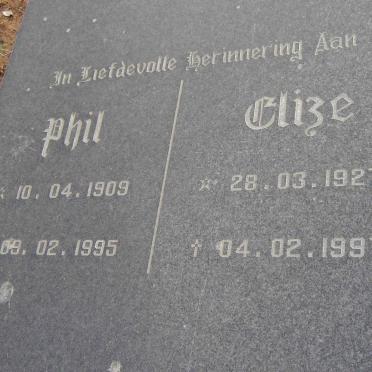 In Liefdevolle Herinnering Aan
Phil Elize
10.04.1909 ☆ 28.03.192
09.02.1995 † 04.02.199